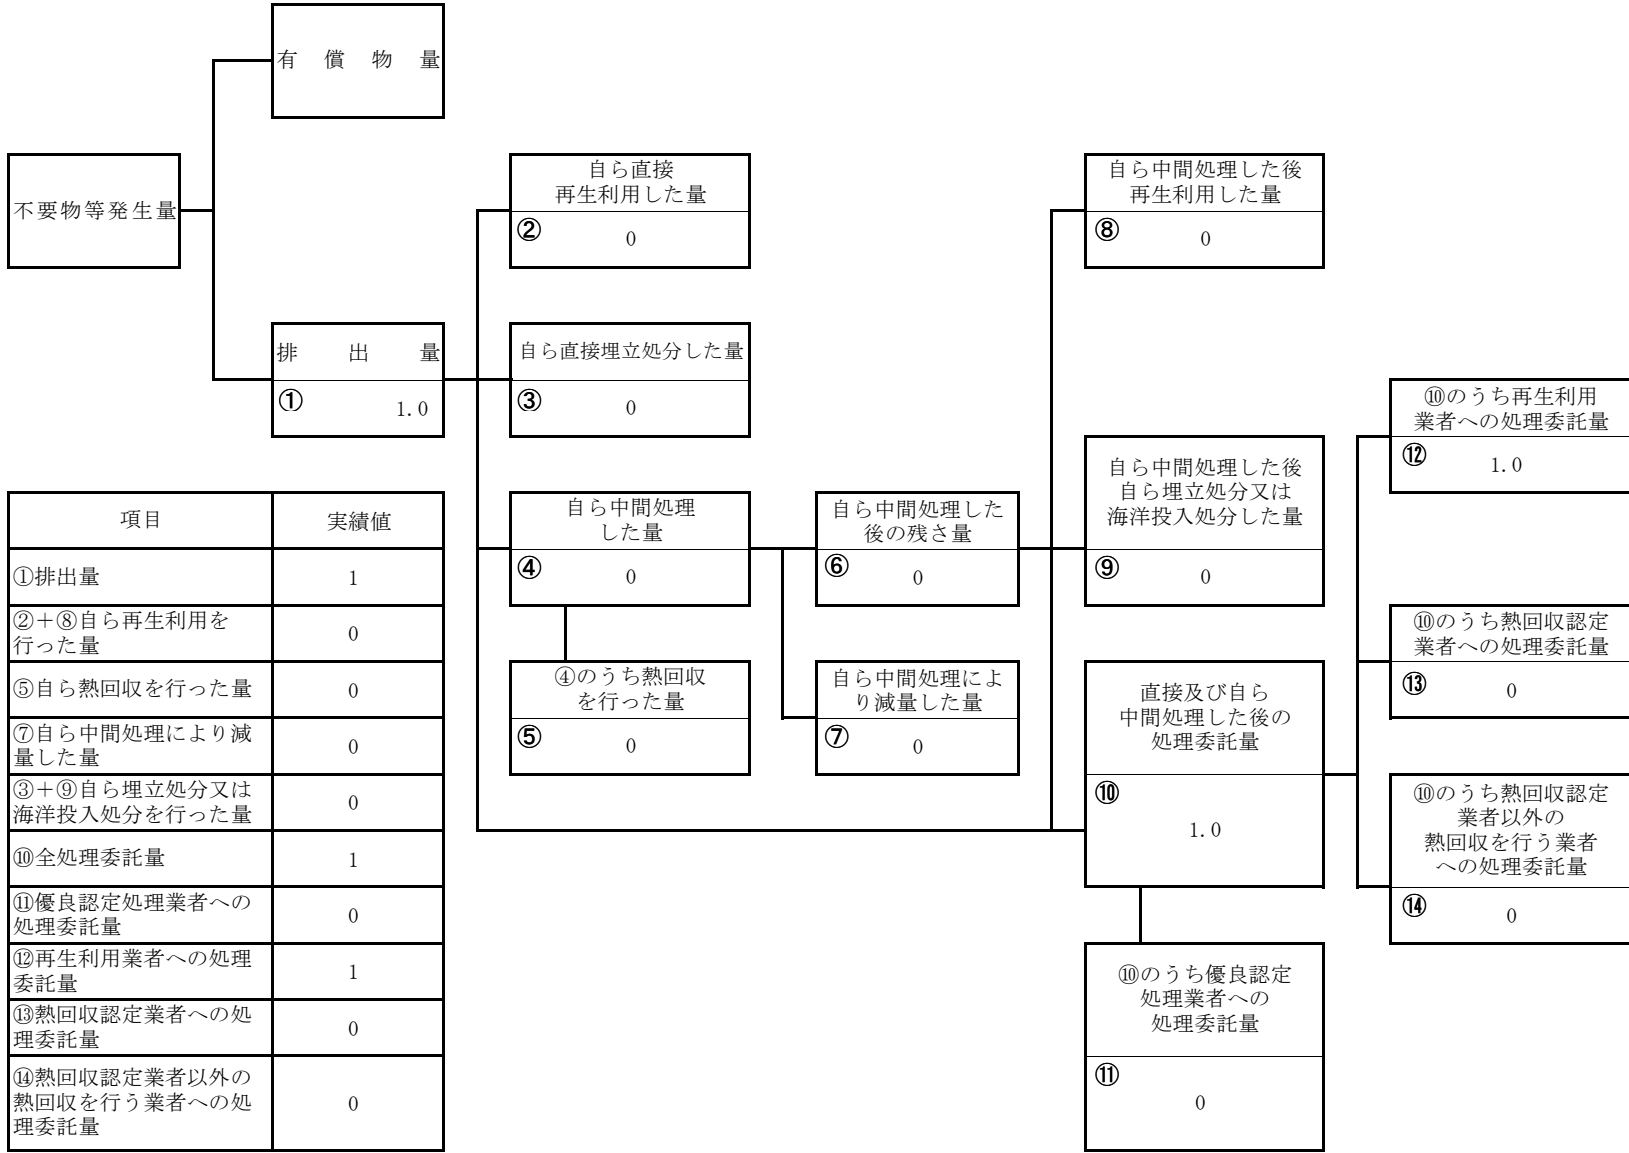 有償物量
不要物等発生量
排出量
① 1.0
自ら直接
再生利用した量
② 0
自ら直接埋立処分した量
③ 0
自ら中間処理
した量
④ 0
④のうち熱回収
を行った量
⑤ 0
自ら中間処理した
後の残さ量
⑥ 0
自ら中間処理によ
り減量した量
⑦ 0
自ら中間処理した後
再生利用した量
⑧ 0
自ら中間処理した後
自ら埋立処分又は
海洋投入処分した量
⑨ 0
直接及び自ら
中間処理した後の
処理委託量
⑩
1.0
⑩のうち優良認定
処理業者への
処理委託量
⑪
0
⑩のうち再生利用
業者への処理委託量
⑫ 1.0
⑩のうち熱回収認定
業者への処理委託量
⑬ 0
⑩のうち熱回収認定
業者以外の
熱回収を行う業者
への処理委託量
⑭ 0
項目 実績値
①排出量 1
②＋⑧自ら再生利用を
行った量 0
⑤自ら熱回収を行った量 0
⑦自ら中間処理により減
量した量 0
③＋⑨自ら埋立処分又は
海洋投入処分を行った量 0
⑩全処理委託量 1
⑪優良認定処理業者への
処理委託量 0
⑫再生利用業者への処理
委託量 1
⑬熱回収認定業者への処
理委託量 0
⑭熱回収認定業者以外の
熱回収を行う業者への処 0
理委託量